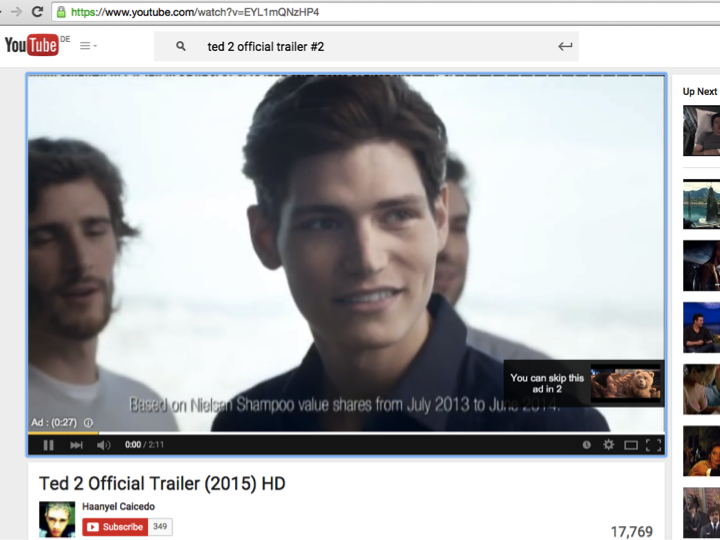 https://www.youtube.com/watch?v=EYL1mQNzHP4
YouTube DE
ted 2 official trailer #2
Up Next
You can skip this
ad in 2
Based on Nielsen Shampoo value shares from July 2013 to June 2014.
Ad : (0:27)
0:00 / 2:11
Ted 2 Official Trailer (2015) HD
Haanyel Caicedo
Subscribe 349
17,769